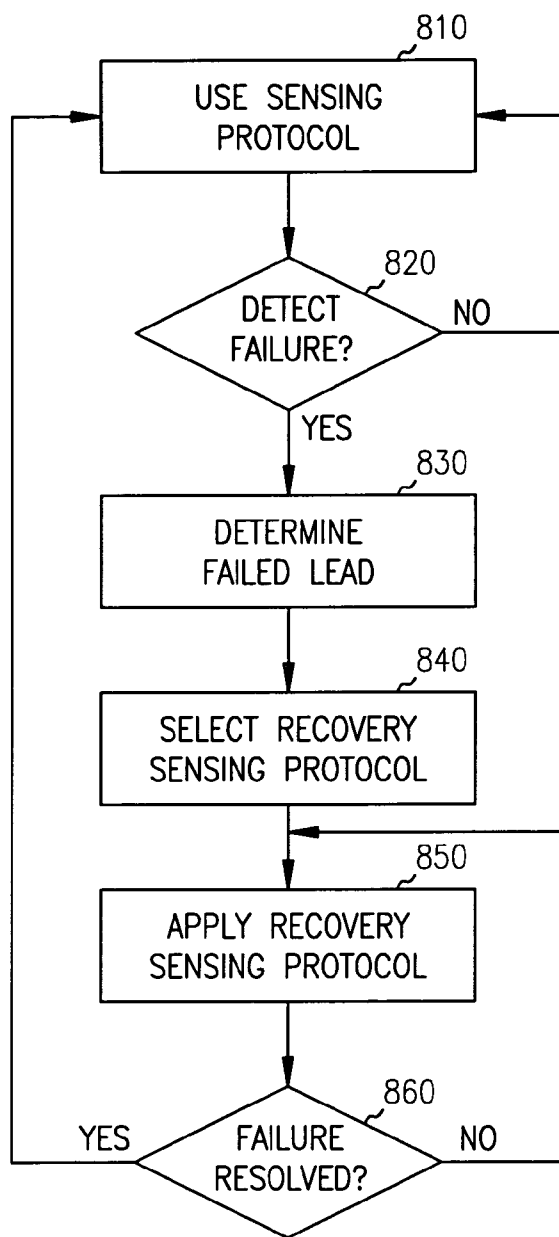 810
USE SENSING
PROTOCOL
820
DETECT
FAILURE?
NO
YES
830
DETERMINE
FAILED LEAD
840
SELECT RECOVERY
SENSING PROTOCOL
850
APPLY RECOVERY
SENSING PROTOCOL
860
YES
FAILURE
RESOLVED?
NO